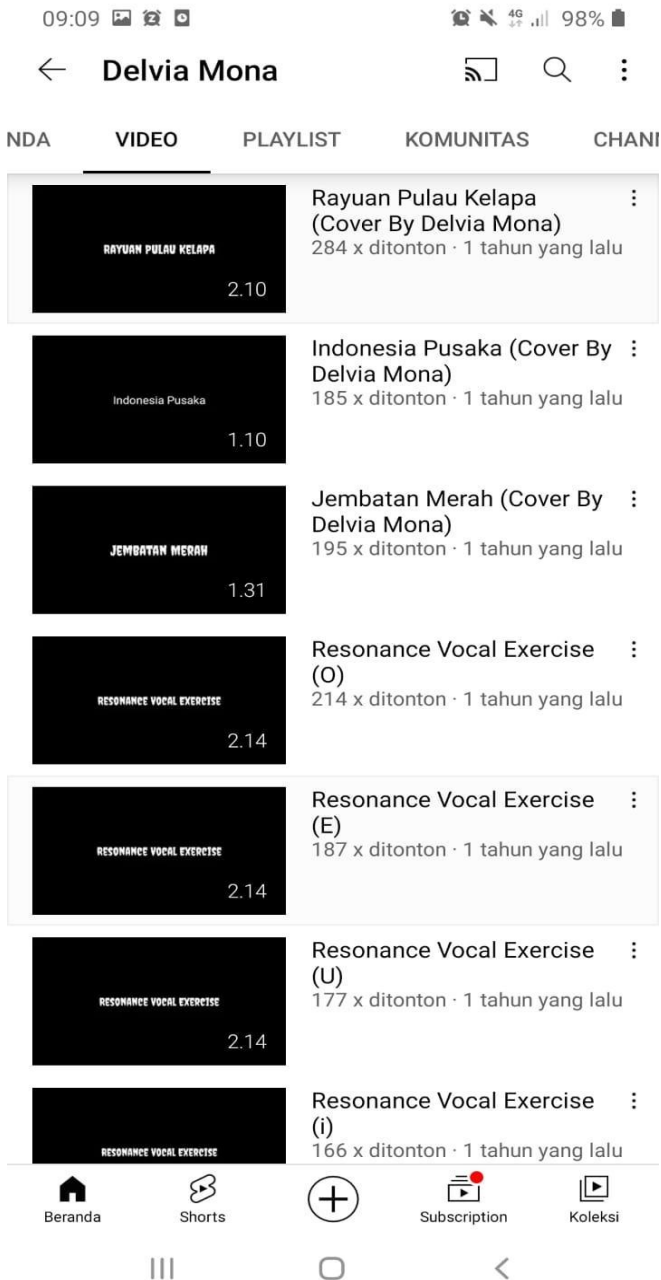 09:09 4G 98%
Delvia Mona
NDA VIDEO PLAYLIST KOMUNITAS CHANN
RAYUAN PULAU KELAPA
2.10
Rayuan Pulau Kelapa
(Cover By Delvia Mona)
284 x ditonton · 1 tahun yang lalu
Indonesia Pusaka
1.10
Indonesia Pusaka (Cover By
Delvia Mona)
185 x ditonton · 1 tahun yang lalu
JEMBATAN MERAH
1.31
Jembatan Merah (Cover By
Delvia Mona)
195 x ditonton · 1 tahun yang lalu
RESONANCE VOCAL EXERCISE
2.14
Resonance Vocal Exercise
(O)
214 x ditonton · 1 tahun yang lalu
RESONANCE VOCAL EXERCISE
2.14
Resonance Vocal Exercise
(E)
187 x ditonton · 1 tahun yang lalu
RESONANCE VOCAL EXERCISE
2.14
Resonance Vocal Exercise
(U)
177 x ditonton · 1 tahun yang lalu
RESONANCE VOCAL EXERCISE
Resonance Vocal Exercise
(i)
166 x ditonton · 1 tahun yang lalu
Beranda Shorts Subscription Koleksi